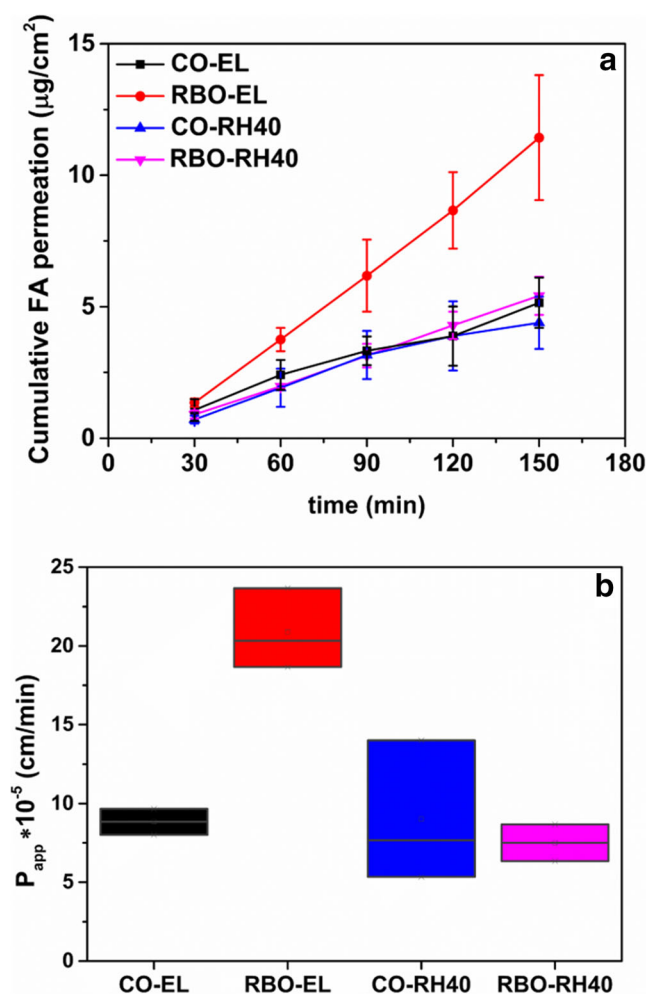 a
CO-EL
RBO-EL
CO-RH40
RBO-RH40
Cumulative FA permeation (μg/cm²)
15
10
5
0
0 30 60 90 120 150 180
time (min)
b
P_app *10⁻⁵ (cm/min)
25
20
15
10
5
0
CO-EL RBO-EL CO-RH40 RBO-RH40